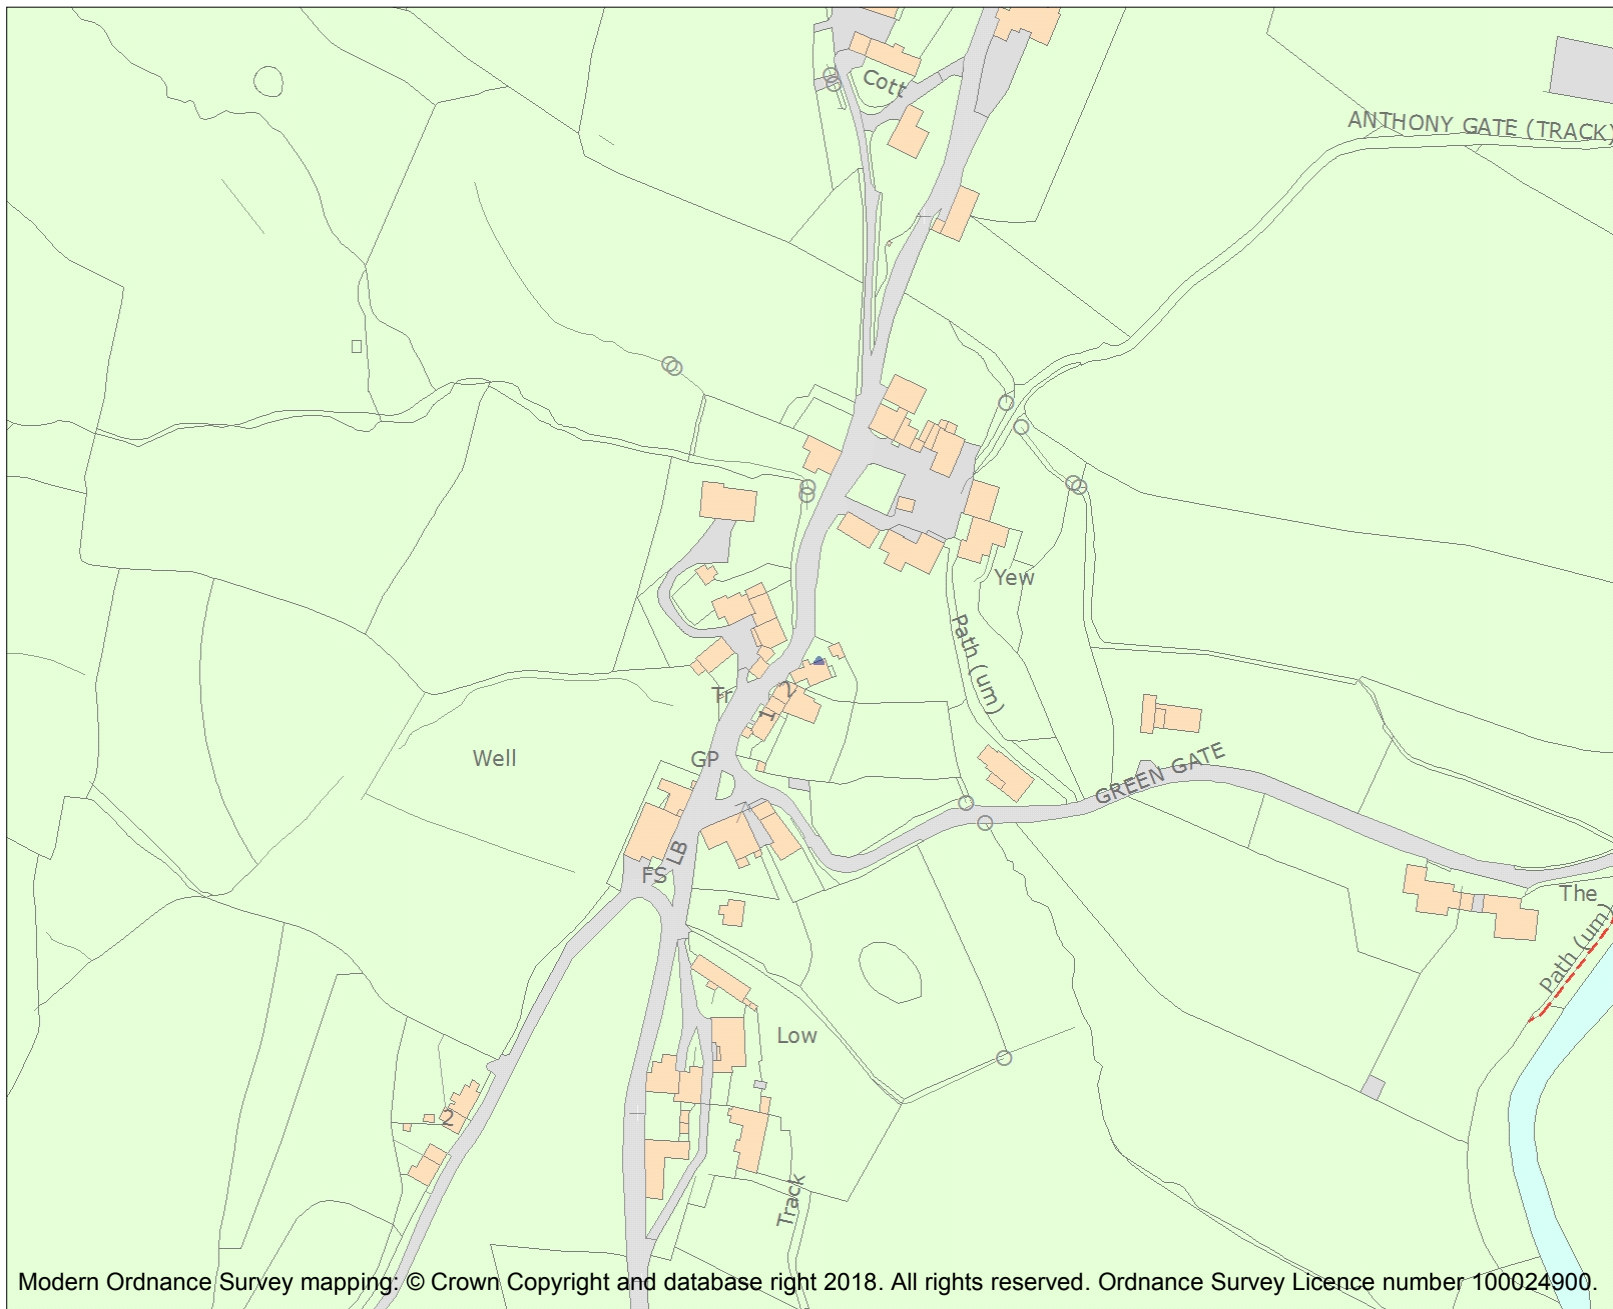 Cott
ANTHONY GATE (TRACK)
Yew
Path (um)
Tr
2
1
Well
GP
GREEN GATE
LB
FS
The
Path (um)
Low
2
Track
Modern Ordnance Survey mapping: © Crown Copyright and database right 2018. All rights reserved. Ordnance Survey Licence number 100024900.